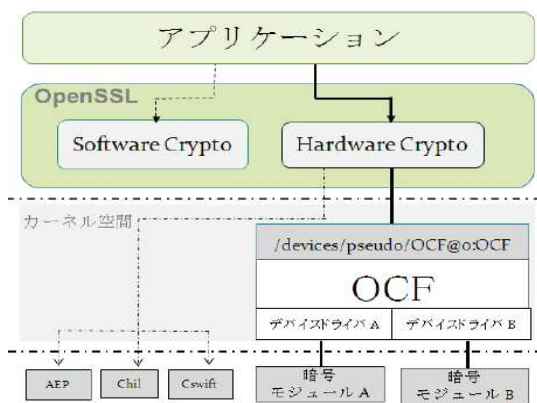 アプリケーション
OpenSSL
Software Crypto
Hardware Crypto
カーネル空間
/devices/pseudo/OCF@0:OCF
OCF
デバイスドライバ A
デバイスドライバ B
AEP
Chil
Cswift
暗号
モジュール A
暗号
モジュール B